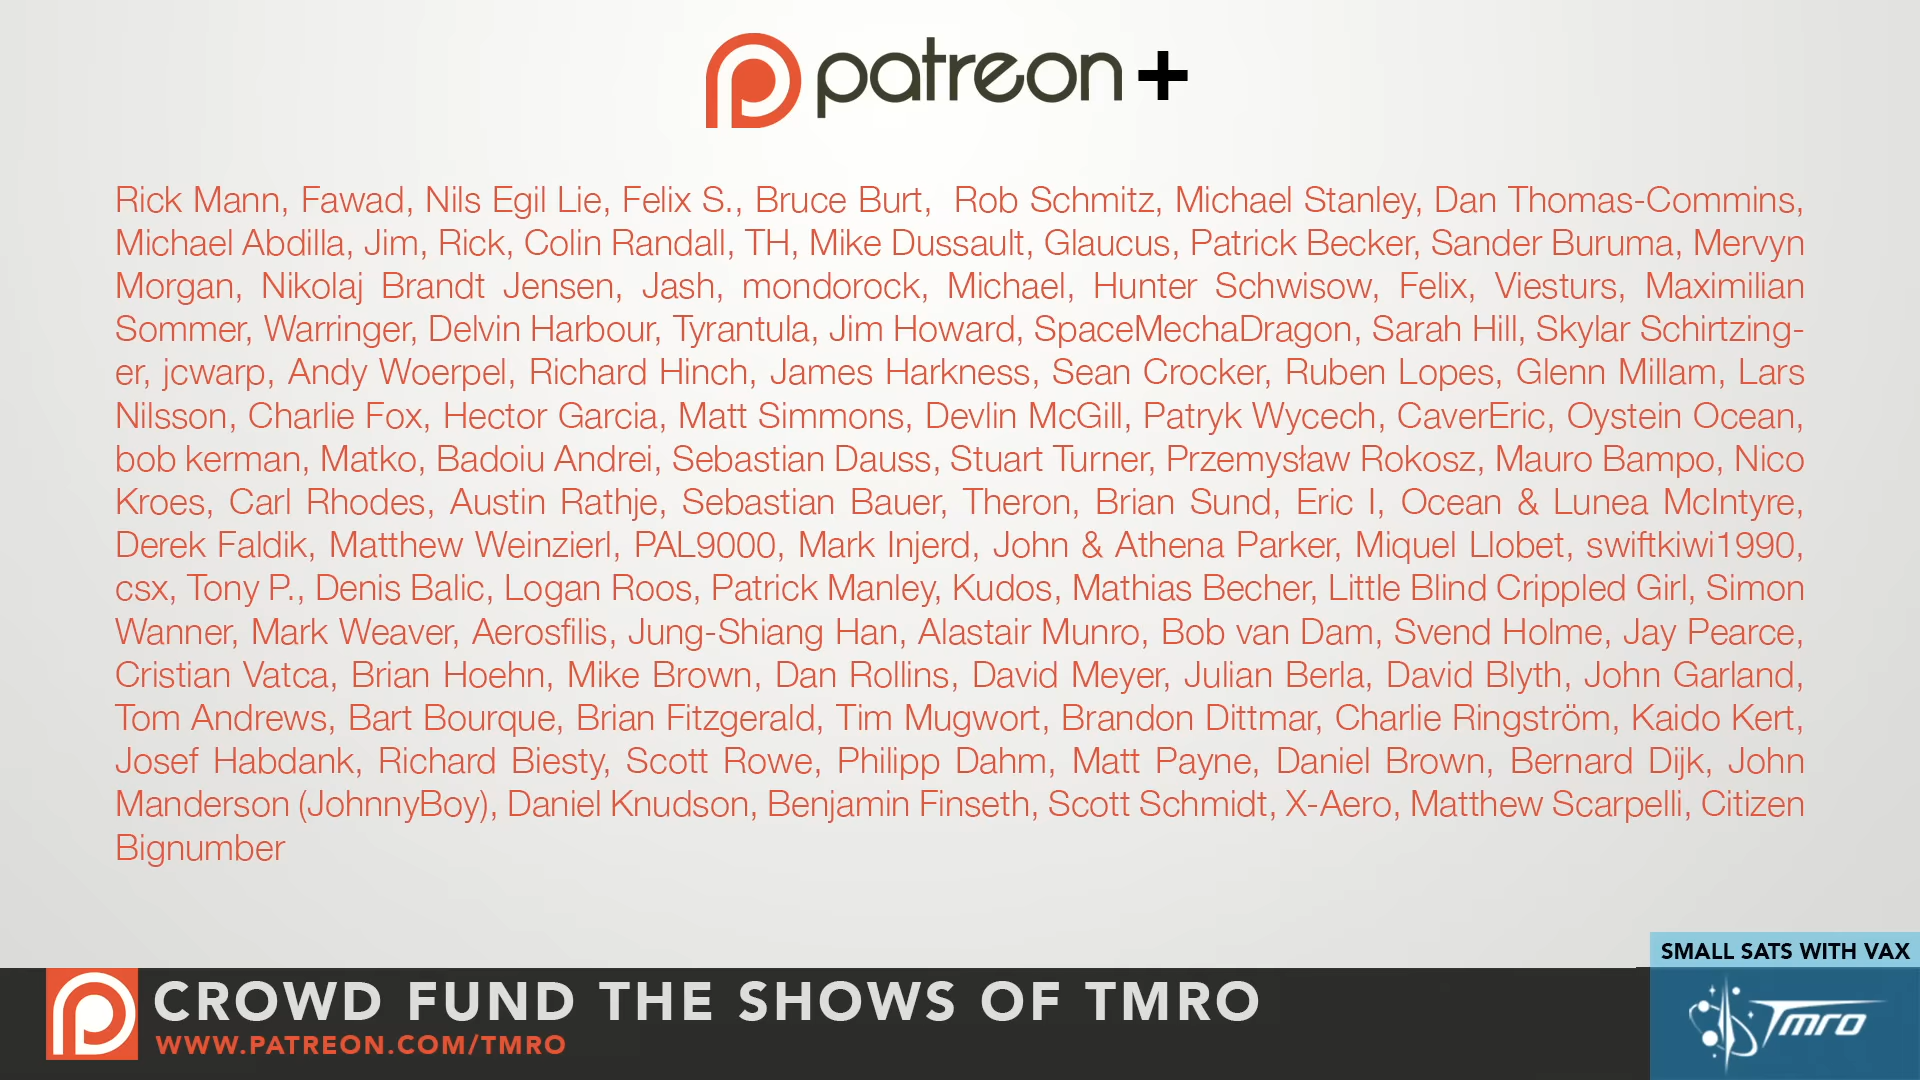 patreon +
Rick Mann, Fawad, Nils Egil Lie, Felix S., Bruce Burt,  Rob Schmitz, Michael Stanley, Dan Thomas-Commins,
Michael Abdilla, Jim, Rick, Colin Randall, TH, Mike Dussault, Glaucus, Patrick Becker, Sander Buruma, Mervyn
Morgan, Nikolaj Brandt Jensen, Jash, mondorock, Michael, Hunter Schwisow, Felix, Viesturs, Maximilian
Sommer, Warringer, Delvin Harbour, Tyrantula, Jim Howard, SpaceMechaDragon, Sarah Hill, Skylar Schirtzing-
er, jcwarp, Andy Woerpel, Richard Hinch, James Harkness, Sean Crocker, Ruben Lopes, Glenn Millam, Lars
Nilsson, Charlie Fox, Hector Garcia, Matt Simmons, Devlin McGill, Patryk Wycech, CaverEric, Oystein Ocean,
bob kerman, Matko, Badoiu Andrei, Sebastian Dauss, Stuart Turner, Przemysław Rokosz, Mauro Bampo, Nico
Kroes, Carl Rhodes, Austin Rathje, Sebastian Bauer, Theron, Brian Sund, Eric I, Ocean & Lunea McIntyre,
Derek Faldik, Matthew Weinzierl, PAL9000, Mark Injerd, John & Athena Parker, Miquel Llobet, swiftkiwi1990,
csx, Tony P., Denis Balic, Logan Roos, Patrick Manley, Kudos, Mathias Becher, Little Blind Crippled Girl, Simon
Wanner, Mark Weaver, Aerosfilis, Jung-Shiang Han, Alastair Munro, Bob van Dam, Svend Holme, Jay Pearce,
Cristian Vatca, Brian Hoehn, Mike Brown, Dan Rollins, David Meyer, Julian Berla, David Blyth, John Garland,
Tom Andrews, Bart Bourque, Brian Fitzgerald, Tim Mugwort, Brandon Dittmar, Charlie Ringström, Kaido Kert,
Josef Habdank, Richard Biesty, Scott Rowe, Philipp Dahm, Matt Payne, Daniel Brown, Bernard Dijk, John
Manderson (JohnnyBoy), Daniel Knudson, Benjamin Finseth, Scott Schmidt, X-Aero, Matthew Scarpelli, Citizen
Bignumber
SMALL SATS WITH VAX
CROWD FUND THE SHOWS OF TMRO
WWW.PATREON.COM/TMRO
Tmro